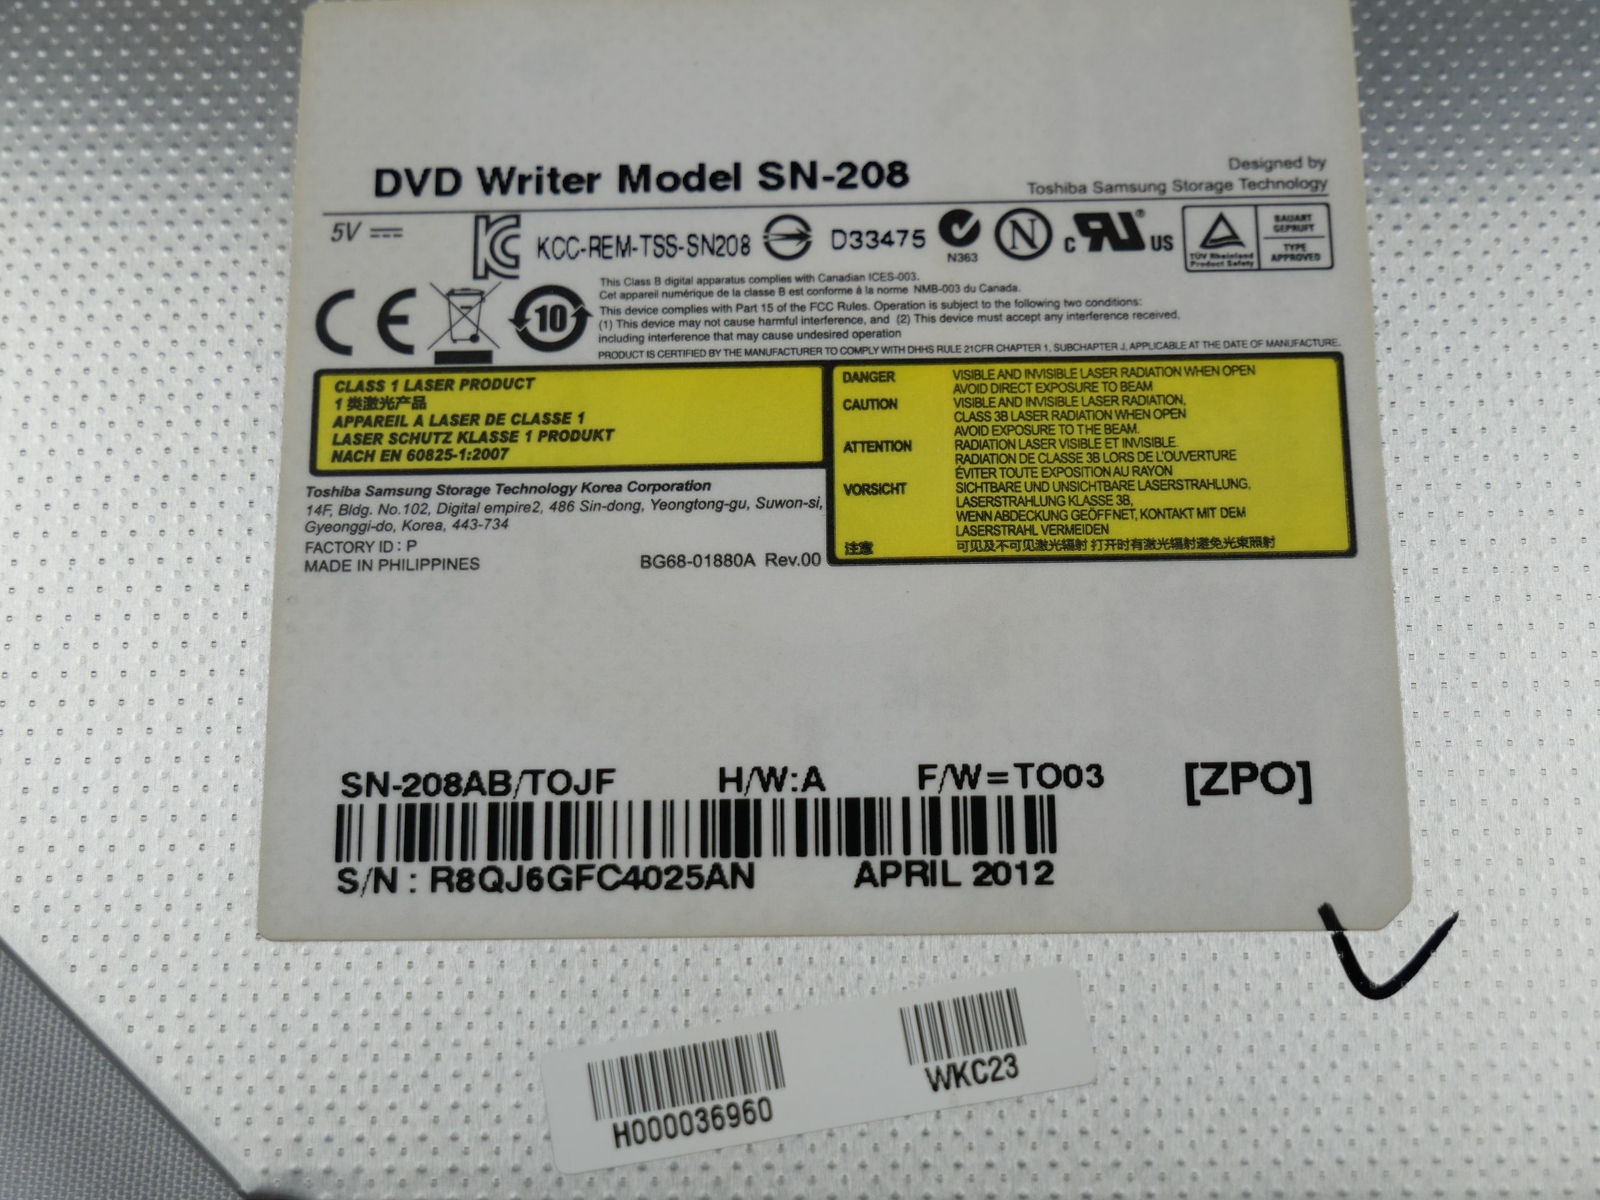 DVD Writer Model SN-208
Designed by
Toshiba Samsung Storage Technology
5V
KCC-REM-TSS-SN208
D33475
N363
N
c RU® US
TÜV Rheinland
Product Safety
BAUART
GEPRUFT
TYPE
APPROVED
CE
10
This Class B digital apparatus complies with Canadian ICES-003.
Cet appareil numérique de la classe B est conforme à la norme NMB-003 du Canada.
This device complies with Part 15 of the FCC Rules. Operation is subject to the following two conditions:
(1) This device may not cause harmful interference, and (2) This device must accept any interference received,
including interference that may cause undesired operation
PRODUCT IS CERTIFIED BY THE MANUFACTURER TO COMPLY WITH DHHS RULE 21CFR CHAPTER 1, SUBCHAPTER J, APPLICABLE AT THE DATE OF MANUFACTURE.
CLASS 1 LASER PRODUCT
1 类激光产品
APPAREIL A LASER DE CLASSE 1
LASER SCHUTZ KLASSE 1 PRODUKT
NACH EN 60825-1:2007
DANGER VISIBLE AND INVISIBLE LASER RADIATION WHEN OPEN
AVOID DIRECT EXPOSURE TO BEAM
CAUTION VISIBLE AND INVISIBLE LASER RADIATION,
CLASS 3B LASER RADIATION WHEN OPEN
AVOID EXPOSURE TO THE BEAM.
ATTENTION RADIATION LASER VISIBLE ET INVISIBLE.
RADIATION DE CLASSE 3B LORS DE L'OUVERTURE
ÉVITER TOUTE EXPOSITION AU RAYON
VORSICHT SICHTBARE UND UNSICHTBARE LASERSTRAHLUNG,
LASERSTRAHLUNG KLASSE 3B,
WENN ABDECKUNG GEÖFFNET, KONTAKT MIT DEM
LASERSTRAHL VERMEIDEN
注意 可见及不可见激光辐射 打开时有激光辐射避免光束照射
Toshiba Samsung Storage Technology Korea Corporation
14F, Bldg. No.102, Digital empire2, 486 Sin-dong, Yeongtong-gu, Suwon-si,
Gyeonggi-do, Korea, 443-734
FACTORY ID : P
MADE IN PHILIPPINES
BG68-01880A Rev.00
SN-208AB/TOJF H/W:A F/W=TO03 [ZPO]
S/N : R8QJ6GFC4025AN APRIL 2012
H000036960
WKC23